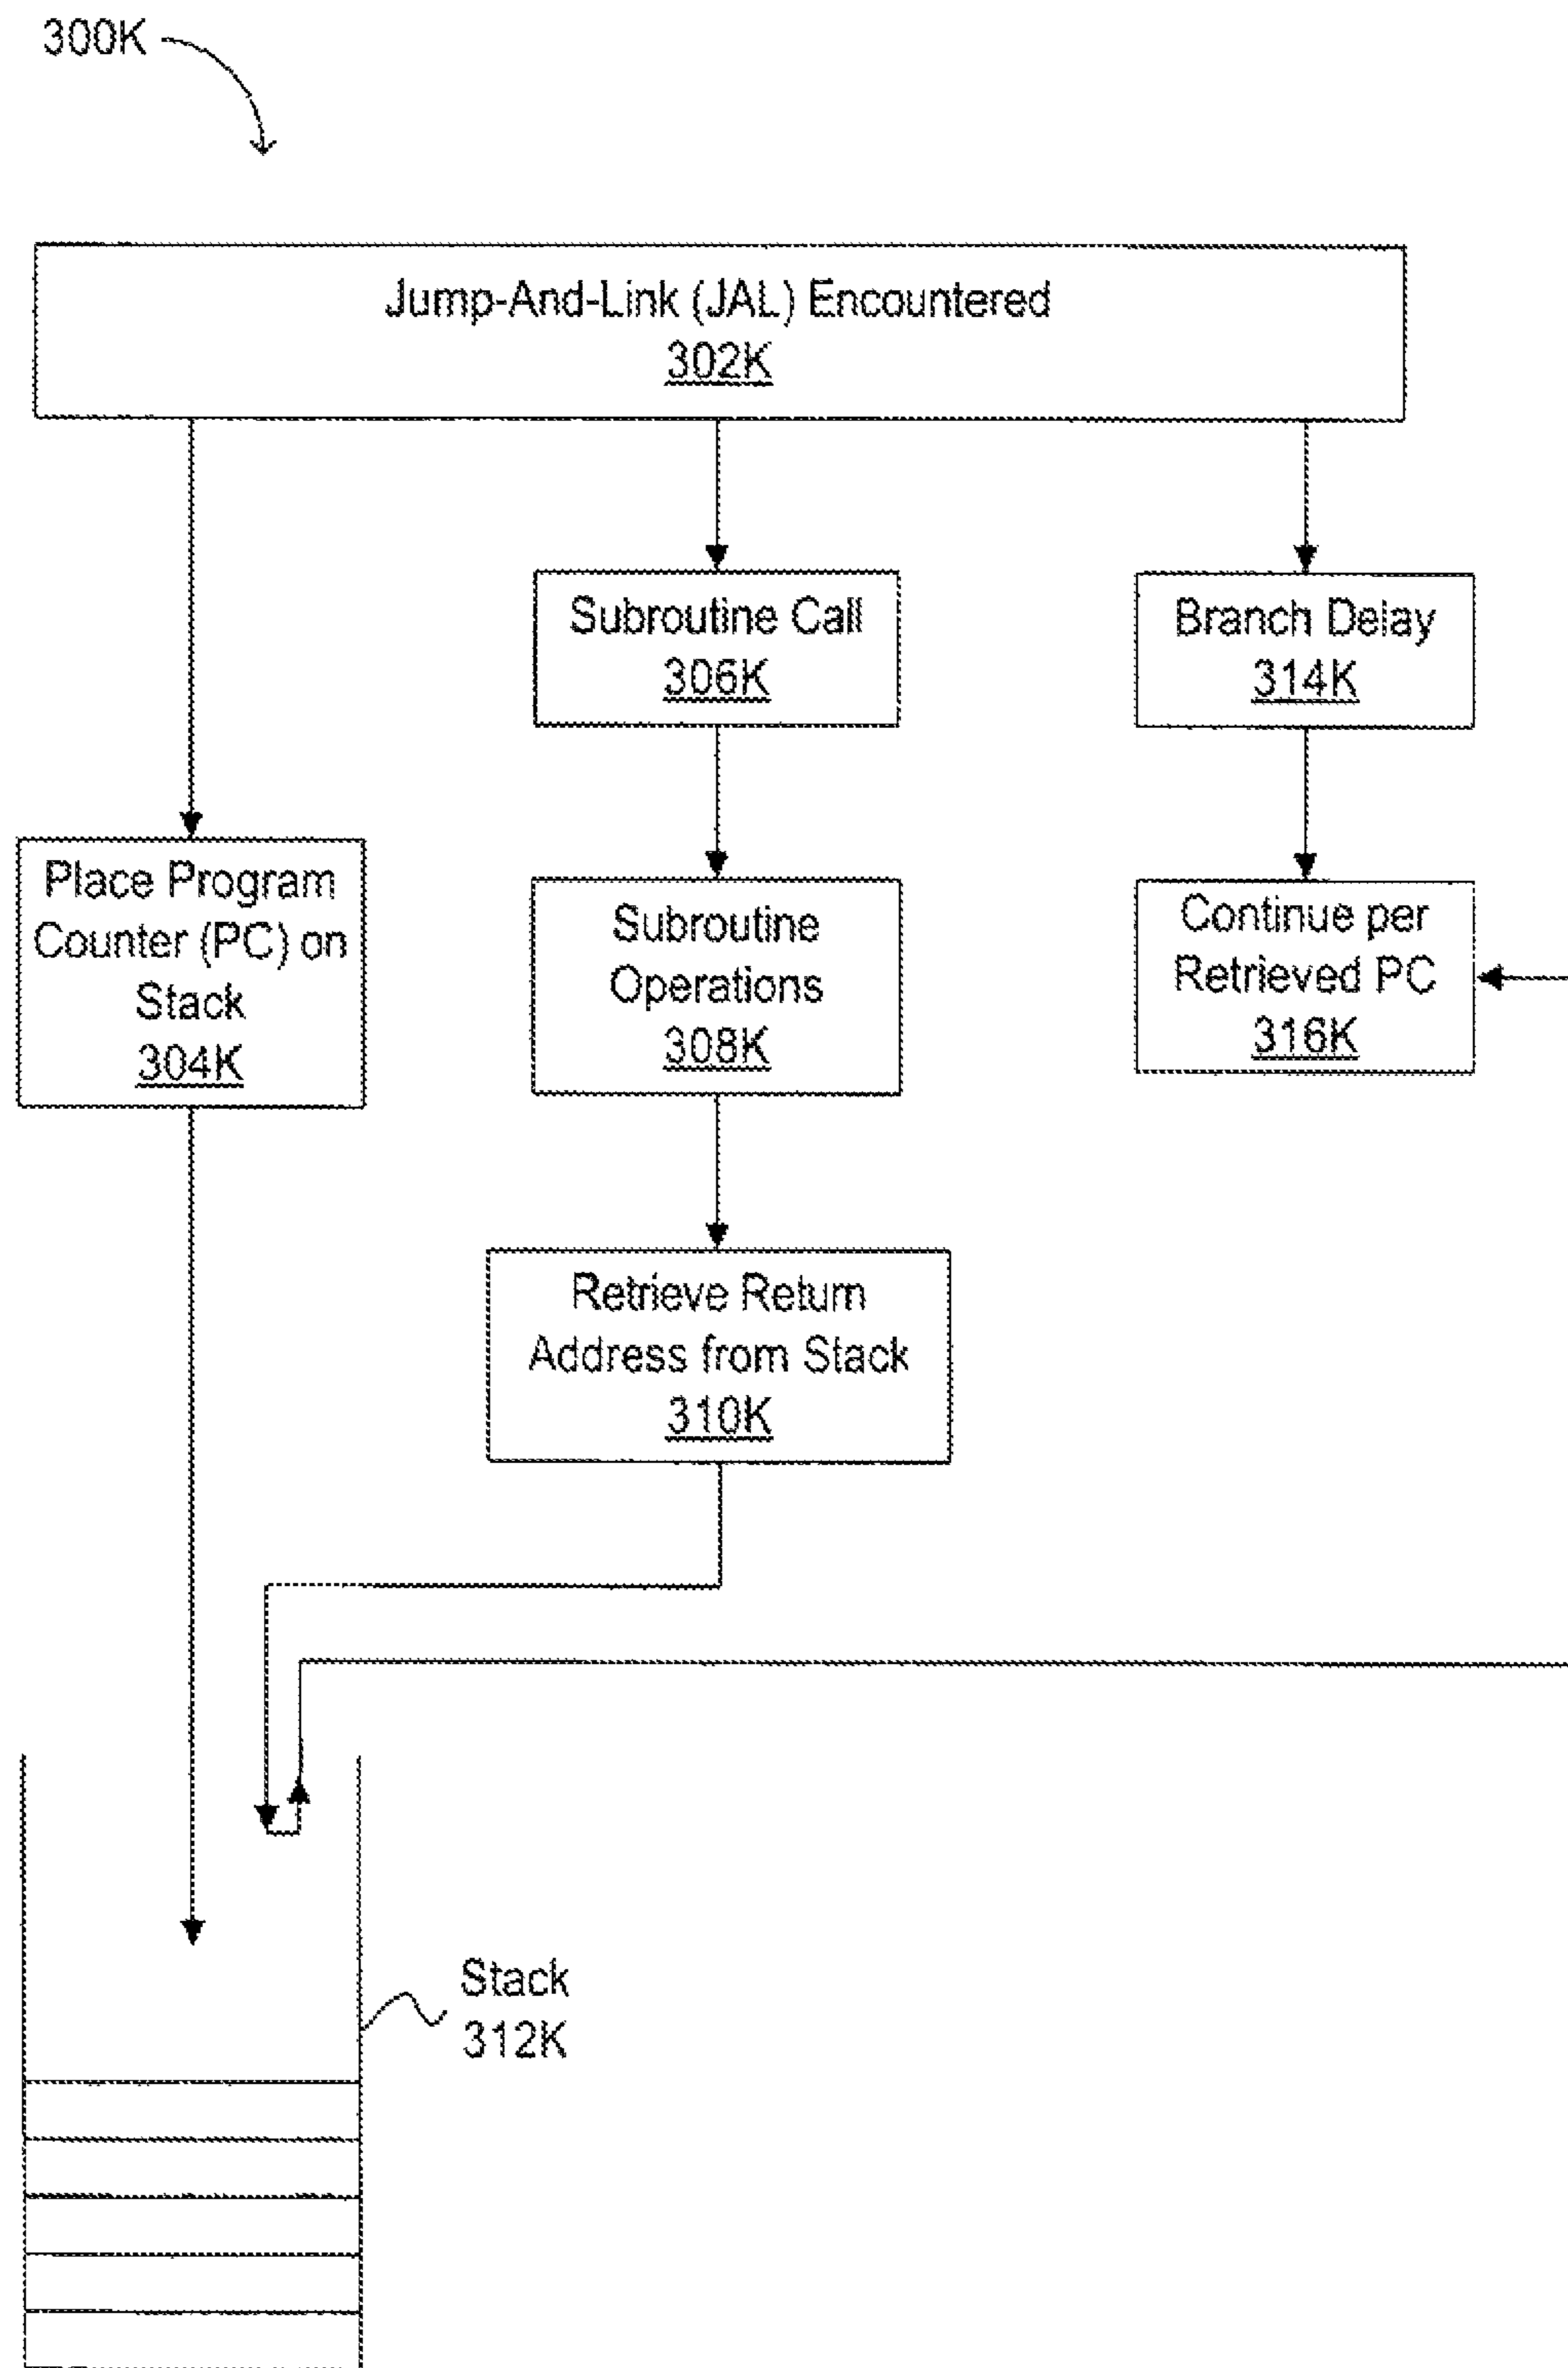 300K
Jump-And-Link (JAL) Encountered
302K
Subroutine Call
306K
Branch Delay
314K
Place Program
Counter (PC) on
Stack
304K
Subroutine
Operations
308K
Continue per
Retrieved PC
316K
Retrieve Return
Address from Stack
310K
Stack
312K